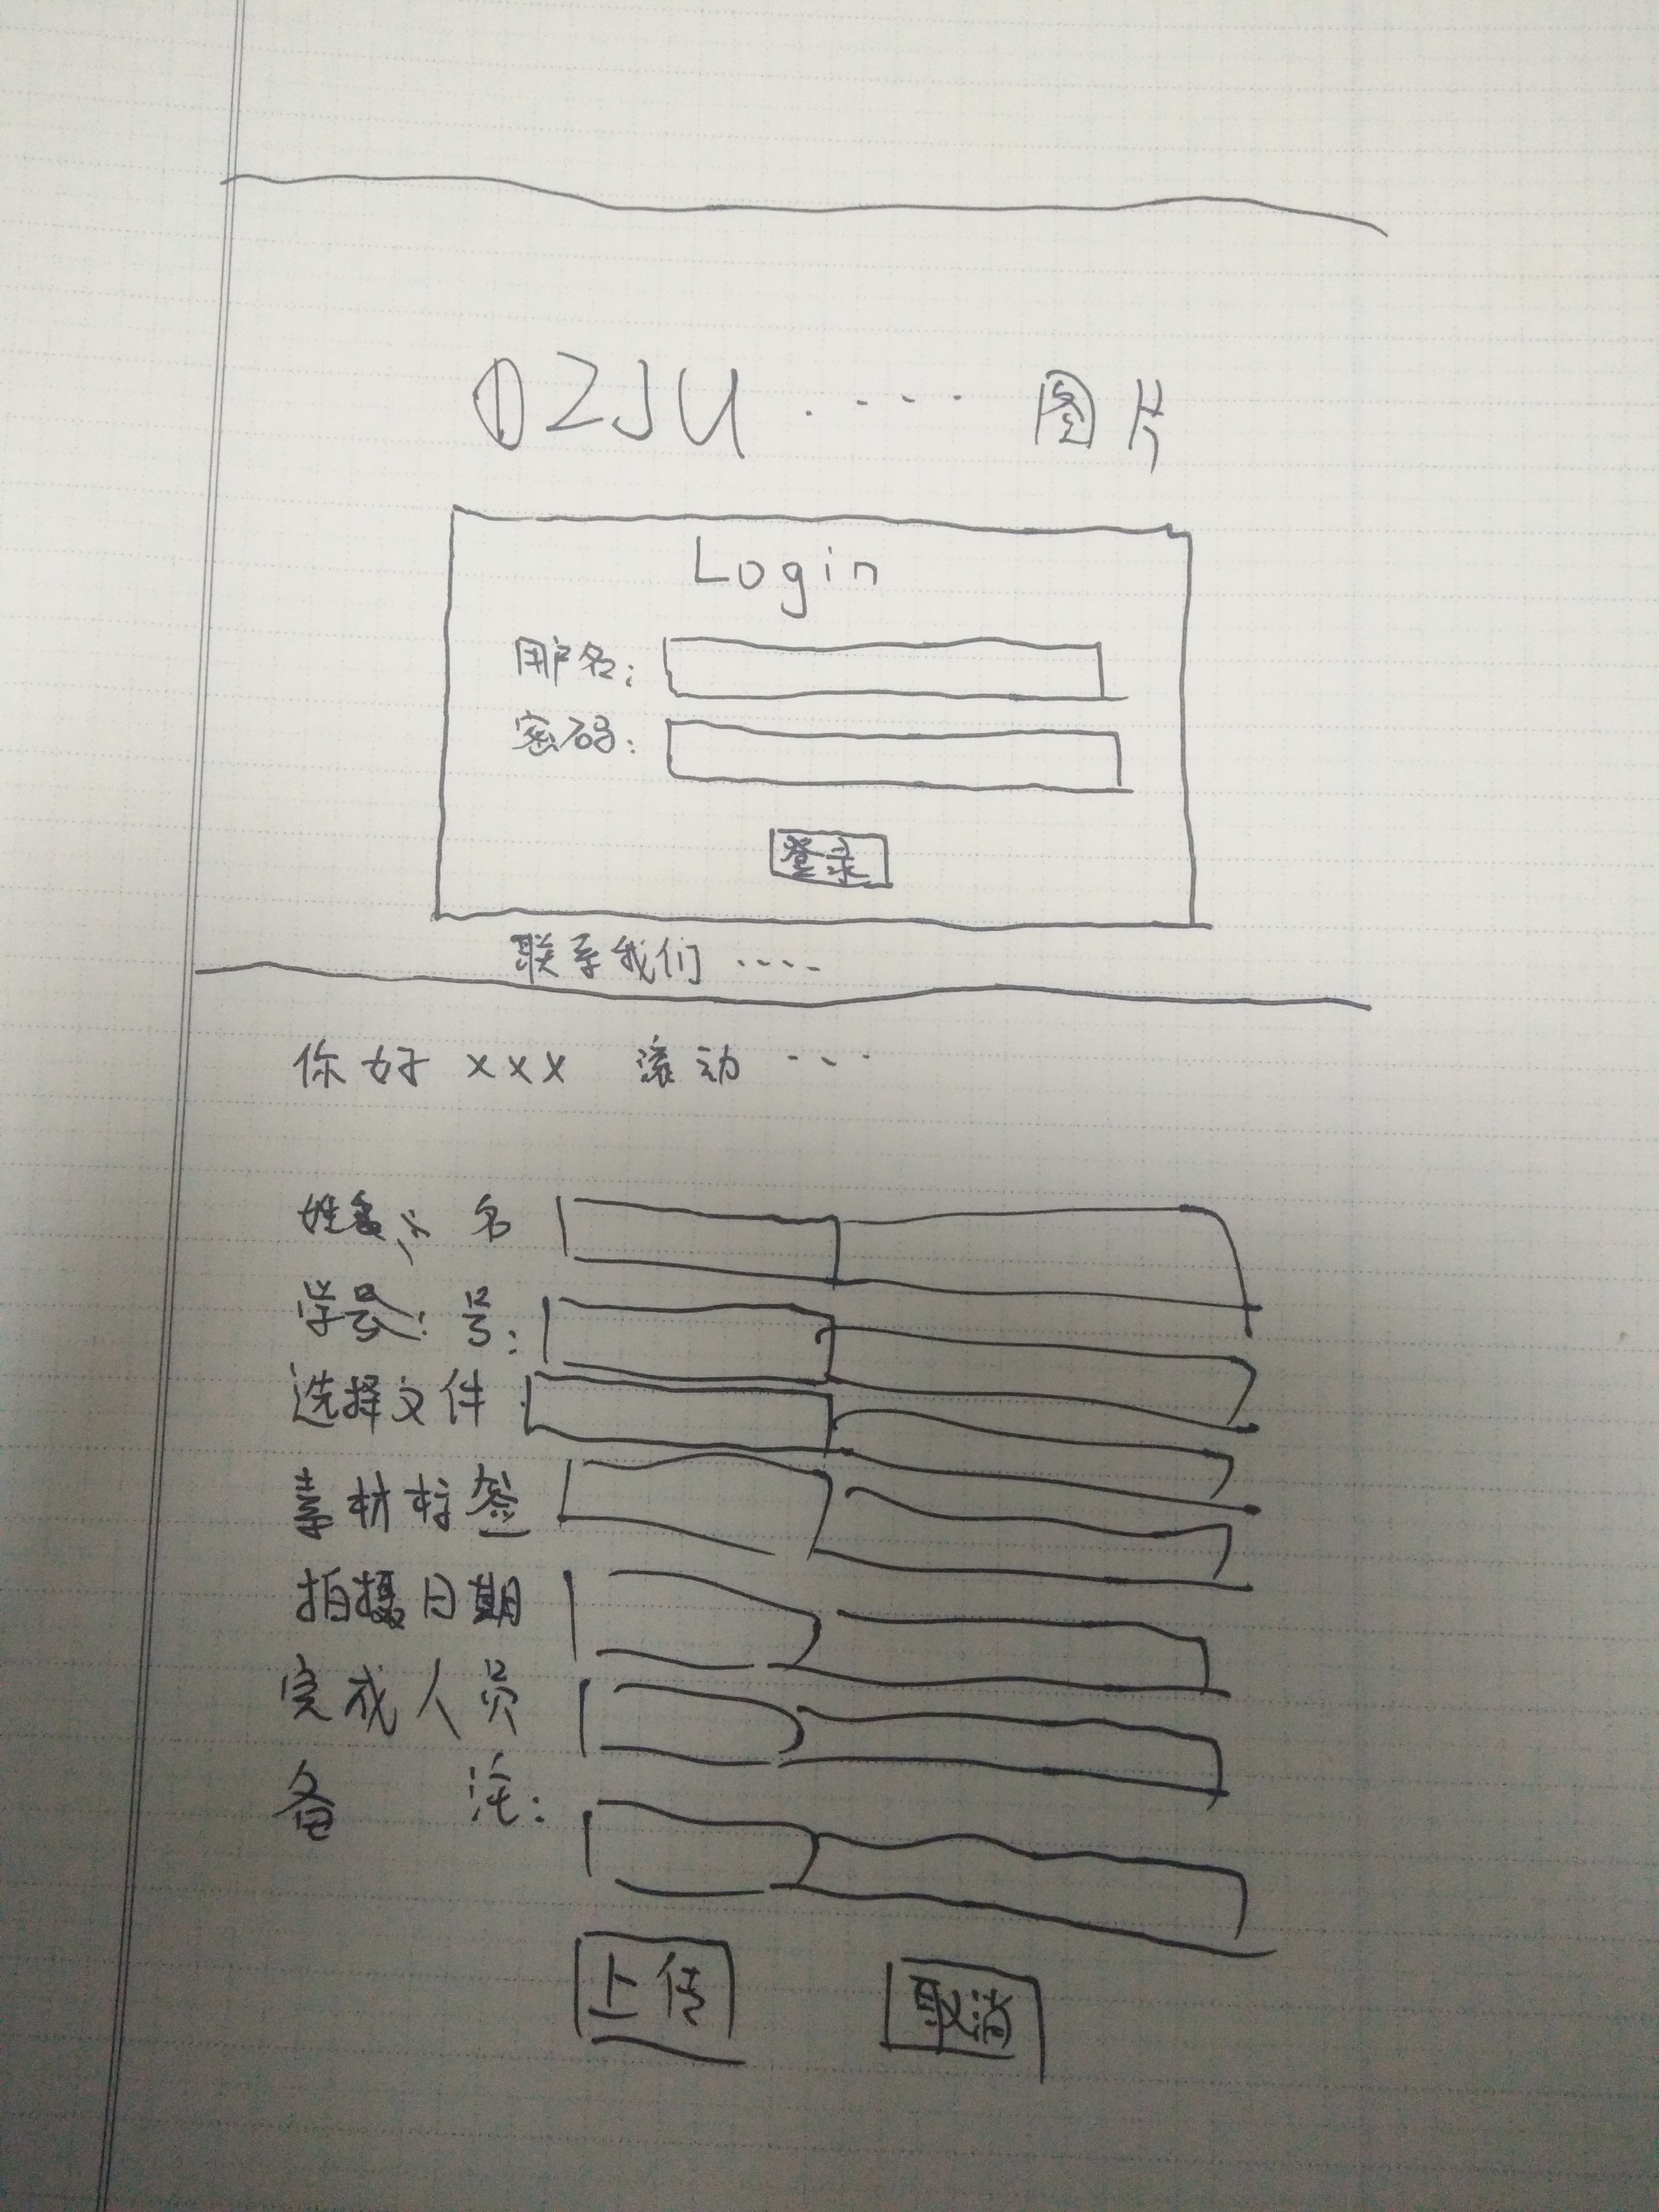 ZJU ···· 图片
Login
用户名:
密码:
登录
联系我们 ····
你好 xxx 滚动 ···
姓名: 名
学号: 号:
选择文件
素材标签
拍摄日期
完成人员
备 注:
上传 取消